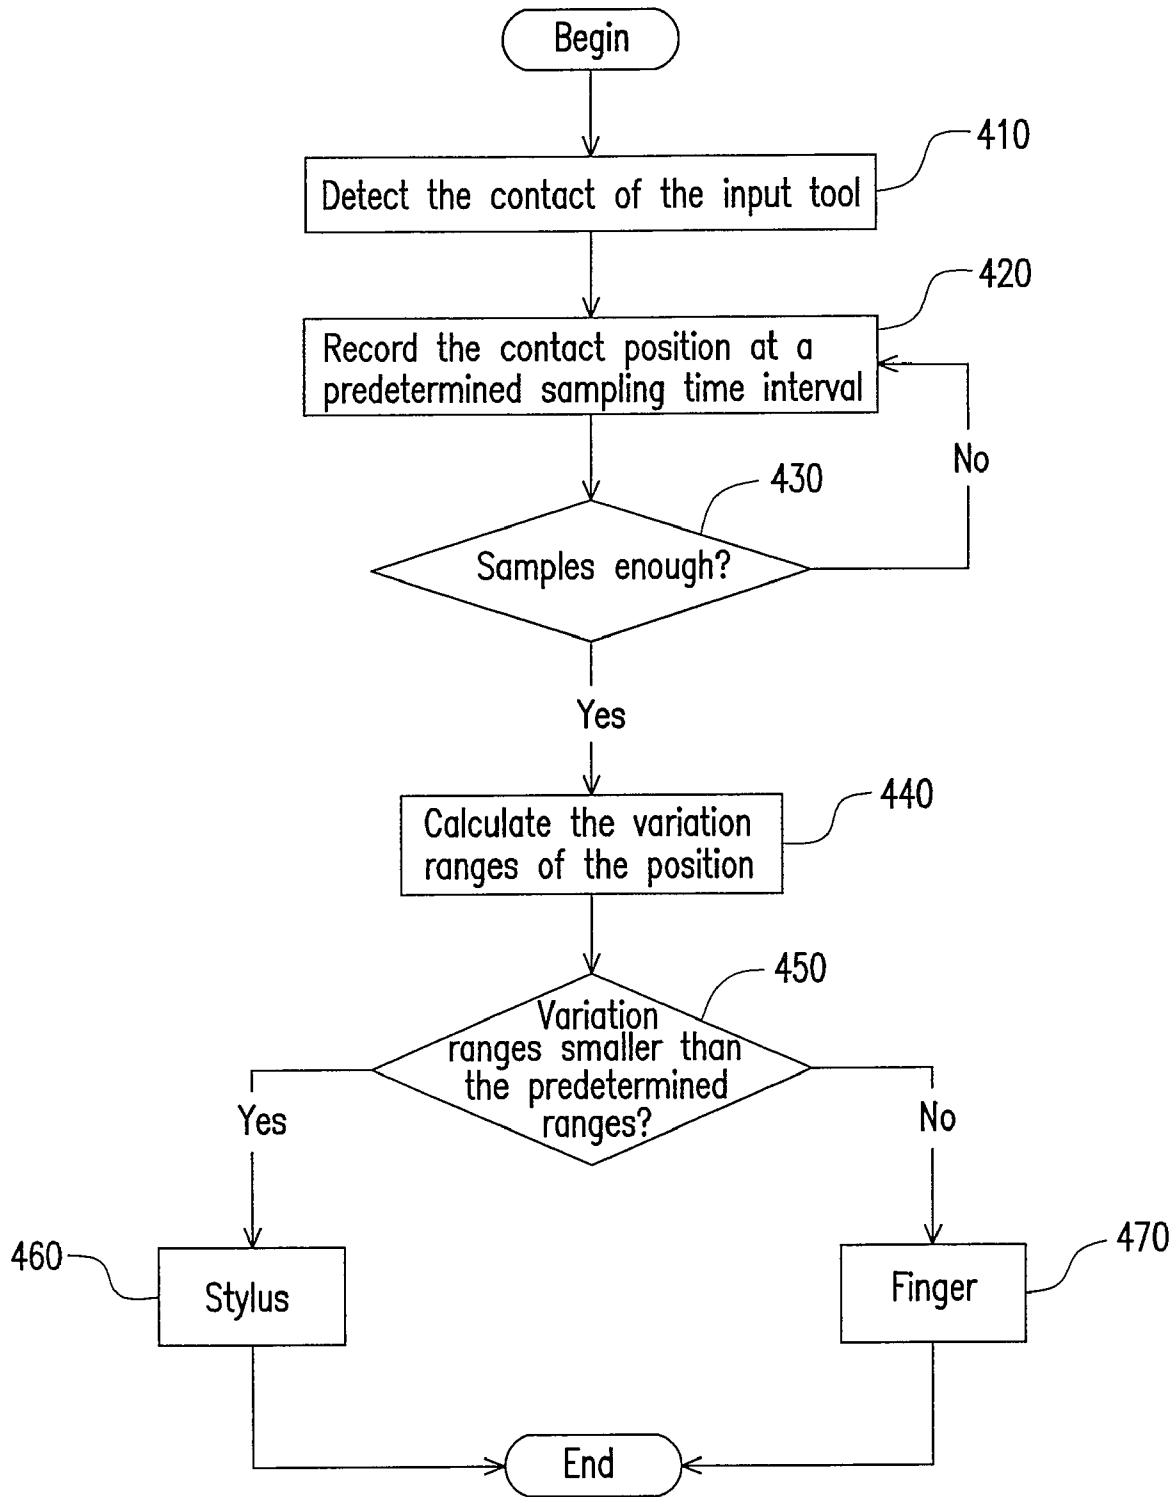 Begin
410
Detect the contact of the input tool
420
Record the contact position at a
predetermined sampling time interval
No
430
Samples enough?
Yes
440
Calculate the variation
ranges of the position
450
Variation
ranges smaller than
the predetermined
ranges?
Yes
No
460
Stylus
470
Finger
End